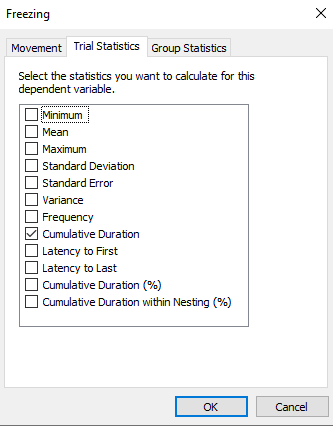 Freezing
Movement Trial Statistics Group Statistics
Select the statistics you want to calculate for this
dependent variable.
Minimum
Mean
Maximum
Standard Deviation
Standard Error
Variance
Frequency
Cumulative Duration
Latency to First
Latency to Last
Cumulative Duration (%)
Cumulative Duration within Nesting (%)
OK Cancel